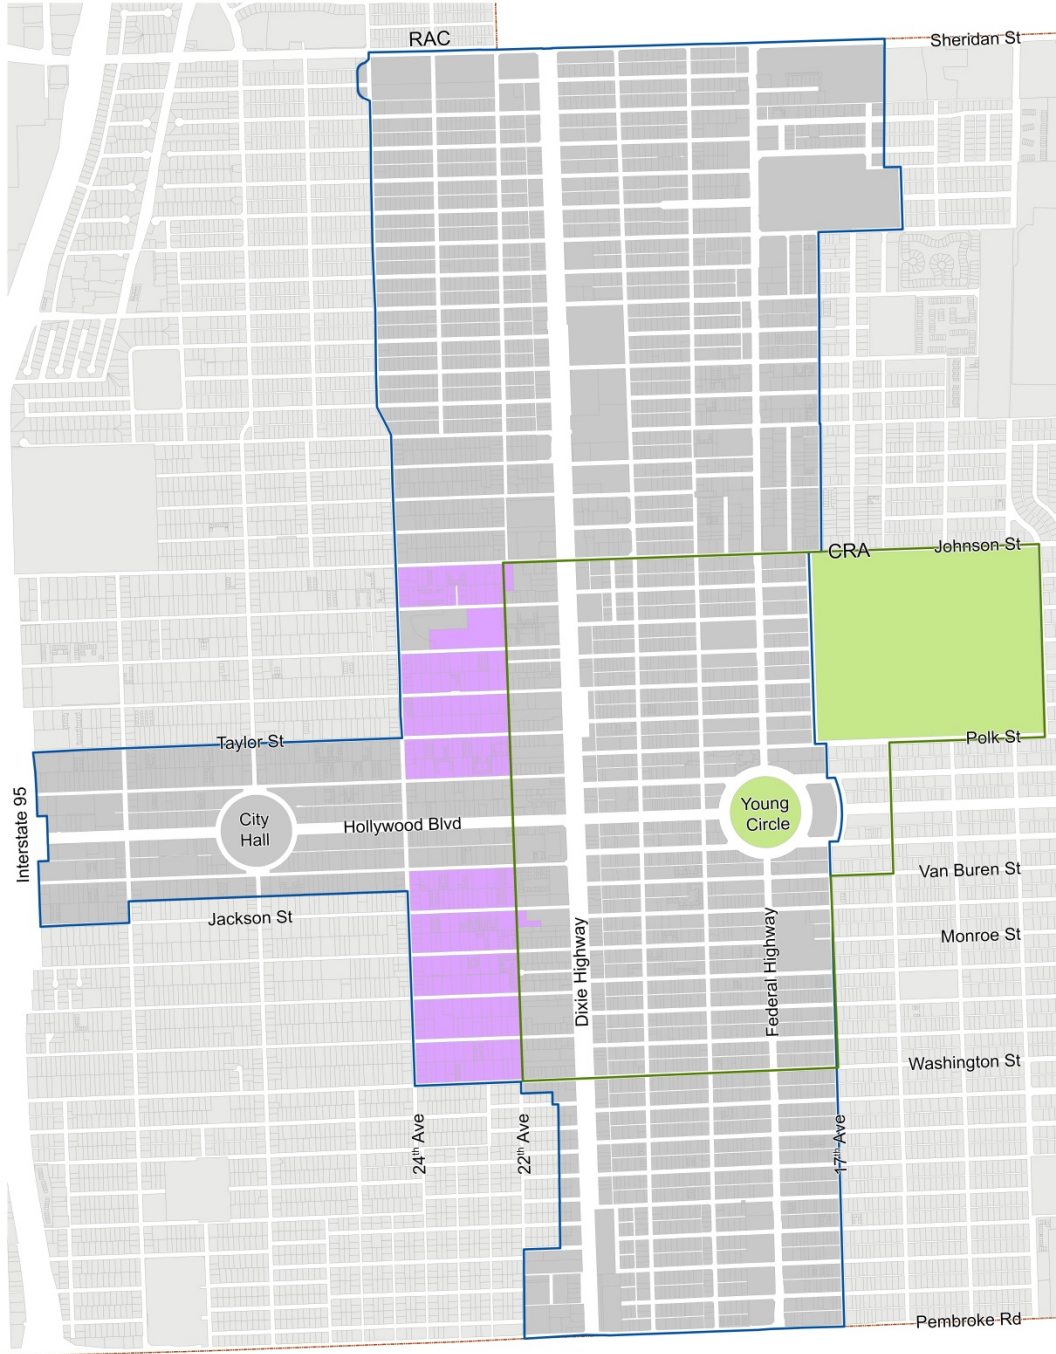 RAC
Sheridan St
CRA
Johnson St
Taylor St
Polk St
Interstate 95
City
Hall
Hollywood Blvd
Young
Circle
Van Buren St
Jackson St
Dixie Highway
Federal Highway
Monroe St
Washington St
24th Ave
22th Ave
17th Ave
Pembroke Rd